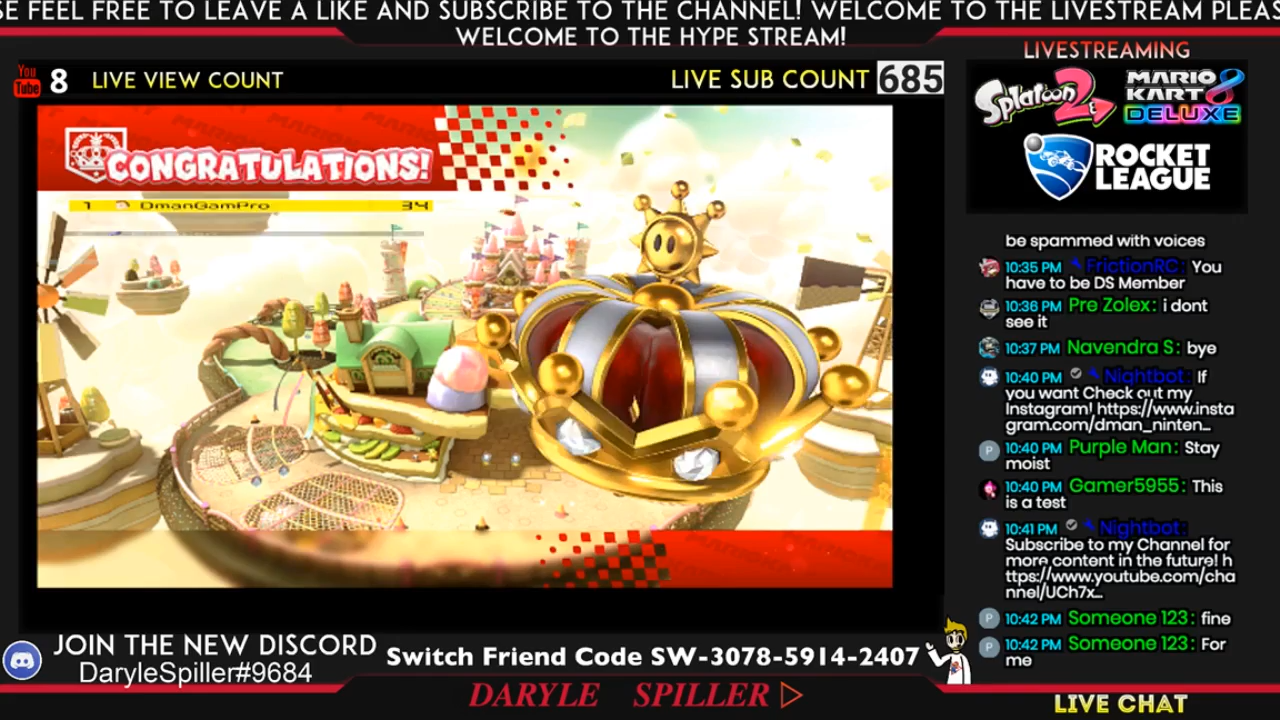 SE FEEL FREE TO LEAVE A LIKE AND SUBSCRIBE TO THE CHANNEL! WELCOME TO THE LIVESTREAM PLEAS
WELCOME TO THE HYPE STREAM!
You
Tube
8
LIVE VIEW COUNT
LIVE SUB COUNT 685
CONGRATULATIONS!
1 DmanGamPro 34
LIVESTREAMING
Splatoon 2
MARIO
KART 8
DELUXE
ROCKET
LEAGUE
be spammed with voices
10:35 PM FrictionRC: You
have to be DS Member
10:36 PM Pre Zolex: i dont
see it
10:37 PM Navendra S: bye
10:40 PM Nightbot: If
you want Check out my
Instagram! https://www.insta
gram.com/dman_ninten...
10:40 PM Purple Man: Stay
moist
10:40 PM Gamer5955: This
is a test
10:41 PM Nightbot:
Subscribe to my Channel for
more content in the future! h
ttps://www.youtube.com/cha
nnel/UCh7x...
10:42 PM Someone 123: fine
10:42 PM Someone 123: For
me
LIVE CHAT
JOIN THE NEW DISCORD
DaryleSpiller#9684
Switch Friend Code SW-3078-5914-2407
DARYLE SPILLER